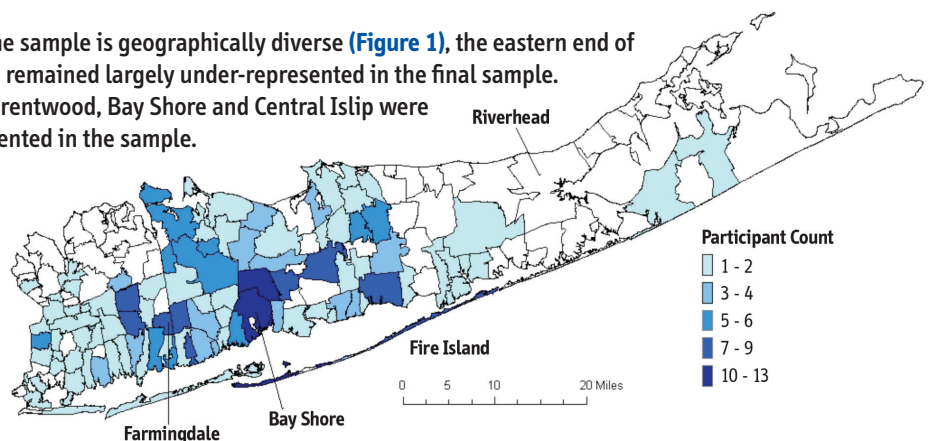 ne sample is geographically diverse (Figure 1), the eastern end of
remained largely under-represented in the final sample.
rentwood, Bay Shore and Central Islip were
ented in the sample.
Riverhead
Participant Count
1 - 2
3 - 4
5 - 6
7 - 9
10 - 13
Fire Island
0 5 10 20 Miles
Bay Shore
Farmingdale